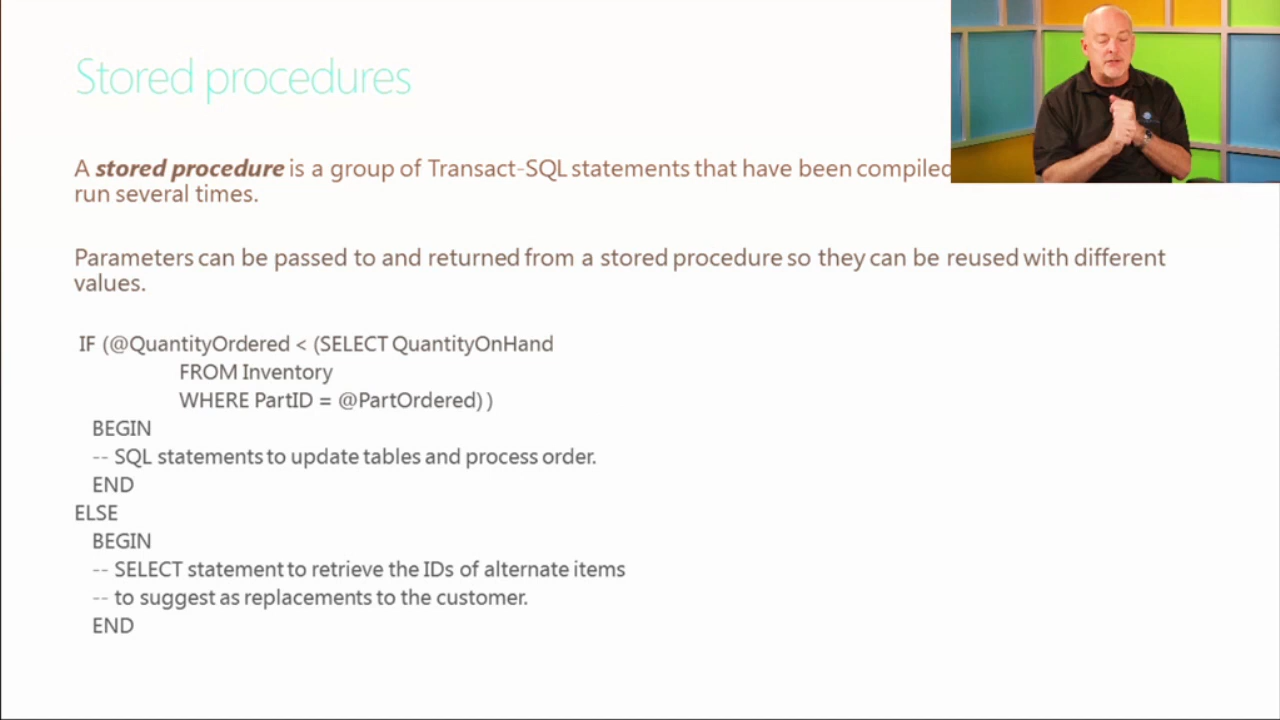 Stored procedures
A stored procedure is a group of Transact-SQL statements that have been compiled
run several times.
Parameters can be passed to and returned from a stored procedure so they can be reused with different
values.
IF (@QuantityOrdered < (SELECT QuantityOnHand
FROM Inventory
WHERE PartID = @PartOrdered) )
BEGIN
-- SQL statements to update tables and process order.
END
ELSE
BEGIN
-- SELECT statement to retrieve the IDs of alternate items
-- to suggest as replacements to the customer.
END